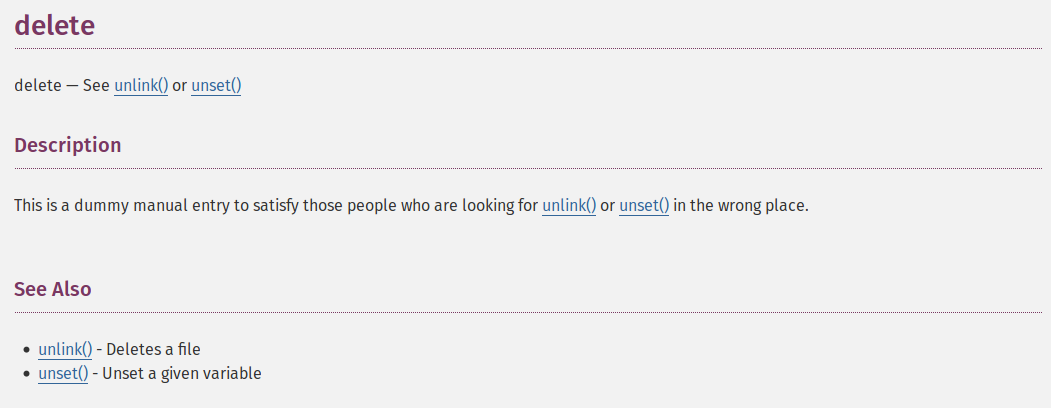 delete
delete — See unlink() or unset()
Description
This is a dummy manual entry to satisfy those people who are looking for unlink() or unset() in the wrong place.
See Also
• unlink() - Deletes a file
• unset() - Unset a given variable